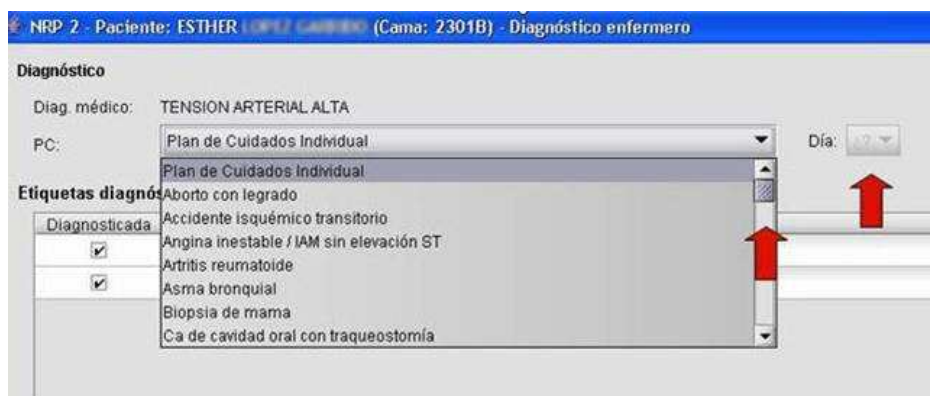 NRP 2 - Paciente: ESTHER (Cama: 2301B) - Diagnóstico enfermero
Diagnóstico
Diag. médico: TENSION ARTERIAL ALTA
PC: Plan de Cuidados Individual Día:
Plan de Cuidados Individual
Etiquetas diagnós Aborto con legrado
Diagnosticada Accidente isquémico transitorio
Angina inestable / IAM sin elevación ST
Artritis reumatoide
Asma bronquial
Biopsia de mama
Ca de cavidad oral con traqueostomía